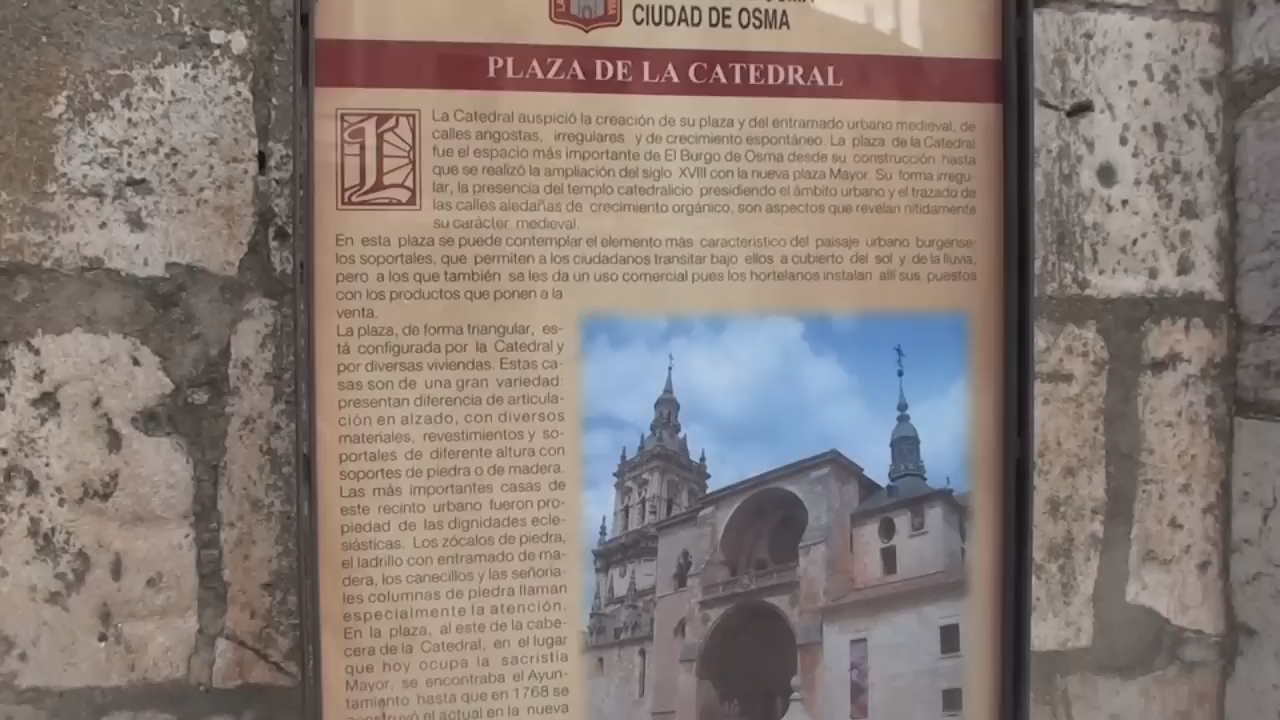 CIUDAD DE OSMA
PLAZA DE LA CATEDRAL
La Catedral auspició la creación de su plaza y del entramado urbano medieval, de
calles angostas, irregulares y de crecimiento espontáneo. La plaza de la Catedral
fue el espacio más importante de El Burgo de Osma desde su construcción hasta
que se realizó la ampliación del siglo XVIII con la nueva plaza Mayor. Su forma irregu-
lar, la presencia del templo catedralicio presidiendo el ámbito urbano y el trazado de
las calles aledañas de crecimiento orgánico, son aspectos que revelan nítidamente
su carácter medieval.
En esta plaza se puede contemplar el elemento más característico del paisaje urbano burgense:
los soportales, que permiten a los ciudadanos transitar bajo ellos a cubierto del sol y de la lluvia,
pero a los que también se les da un uso comercial pues los hortelanos instalan allí sus puestos
con los productos que ponen a la
venta.
La plaza, de forma triangular, es-
tá configurada por la Catedral y
por diversas viviendas. Estas ca-
sas son de una gran variedad:
presentan diferencia de articula-
ción en alzado, con diversos
materiales, revestimientos y so-
portales de diferente altura con
soportes de piedra o de madera.
Las más importantes casas de
este recinto urbano fueron pro-
piedad de las dignidades ecle-
siásticas. Los zócalos de piedra,
el ladrillo con entramado de ma-
dera, los canecillos y las señoria-
les columnas de piedra llaman
especialmente la atención.
En la plaza, al este de la cabe-
cera de la Catedral, en el lugar
que hoy ocupa la sacristía
Mayor, se encontraba el Ayun-
tamiento hasta que en 1768 se
construyó el actual en la nueva